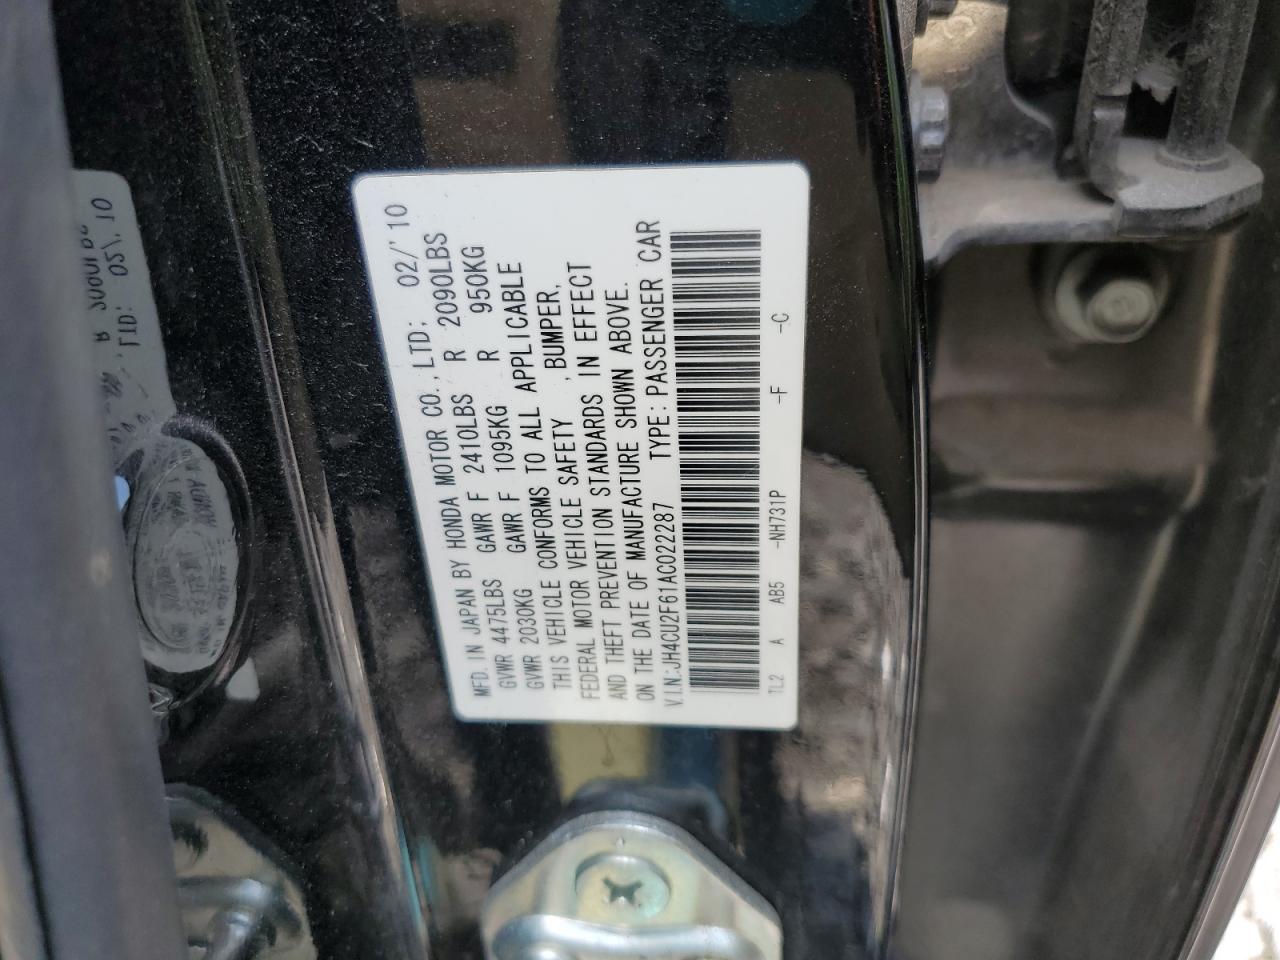 MFD. IN JAPAN BY HONDA MOTOR CO., LTD; 02/'10
GVWR 4475LBS GAWR F 2410LBS R 2090LBS
GVWR 2030KG GAWR F 1095KG R 950KG
THIS VEHICLE CONFORMS TO ALL APPLICABLE
FEDERAL MOTOR VEHICLE SAFETY , BUMPER,
AND THEFT PREVENTION STANDARDS IN EFFECT
ON THE DATE OF MANUFACTURE SHOWN ABOVE.
V.I.N.:JH4CU2F61AC022287 TYPE: PASSENGER CAR
TL2 A AB5 -NH731P -F -C